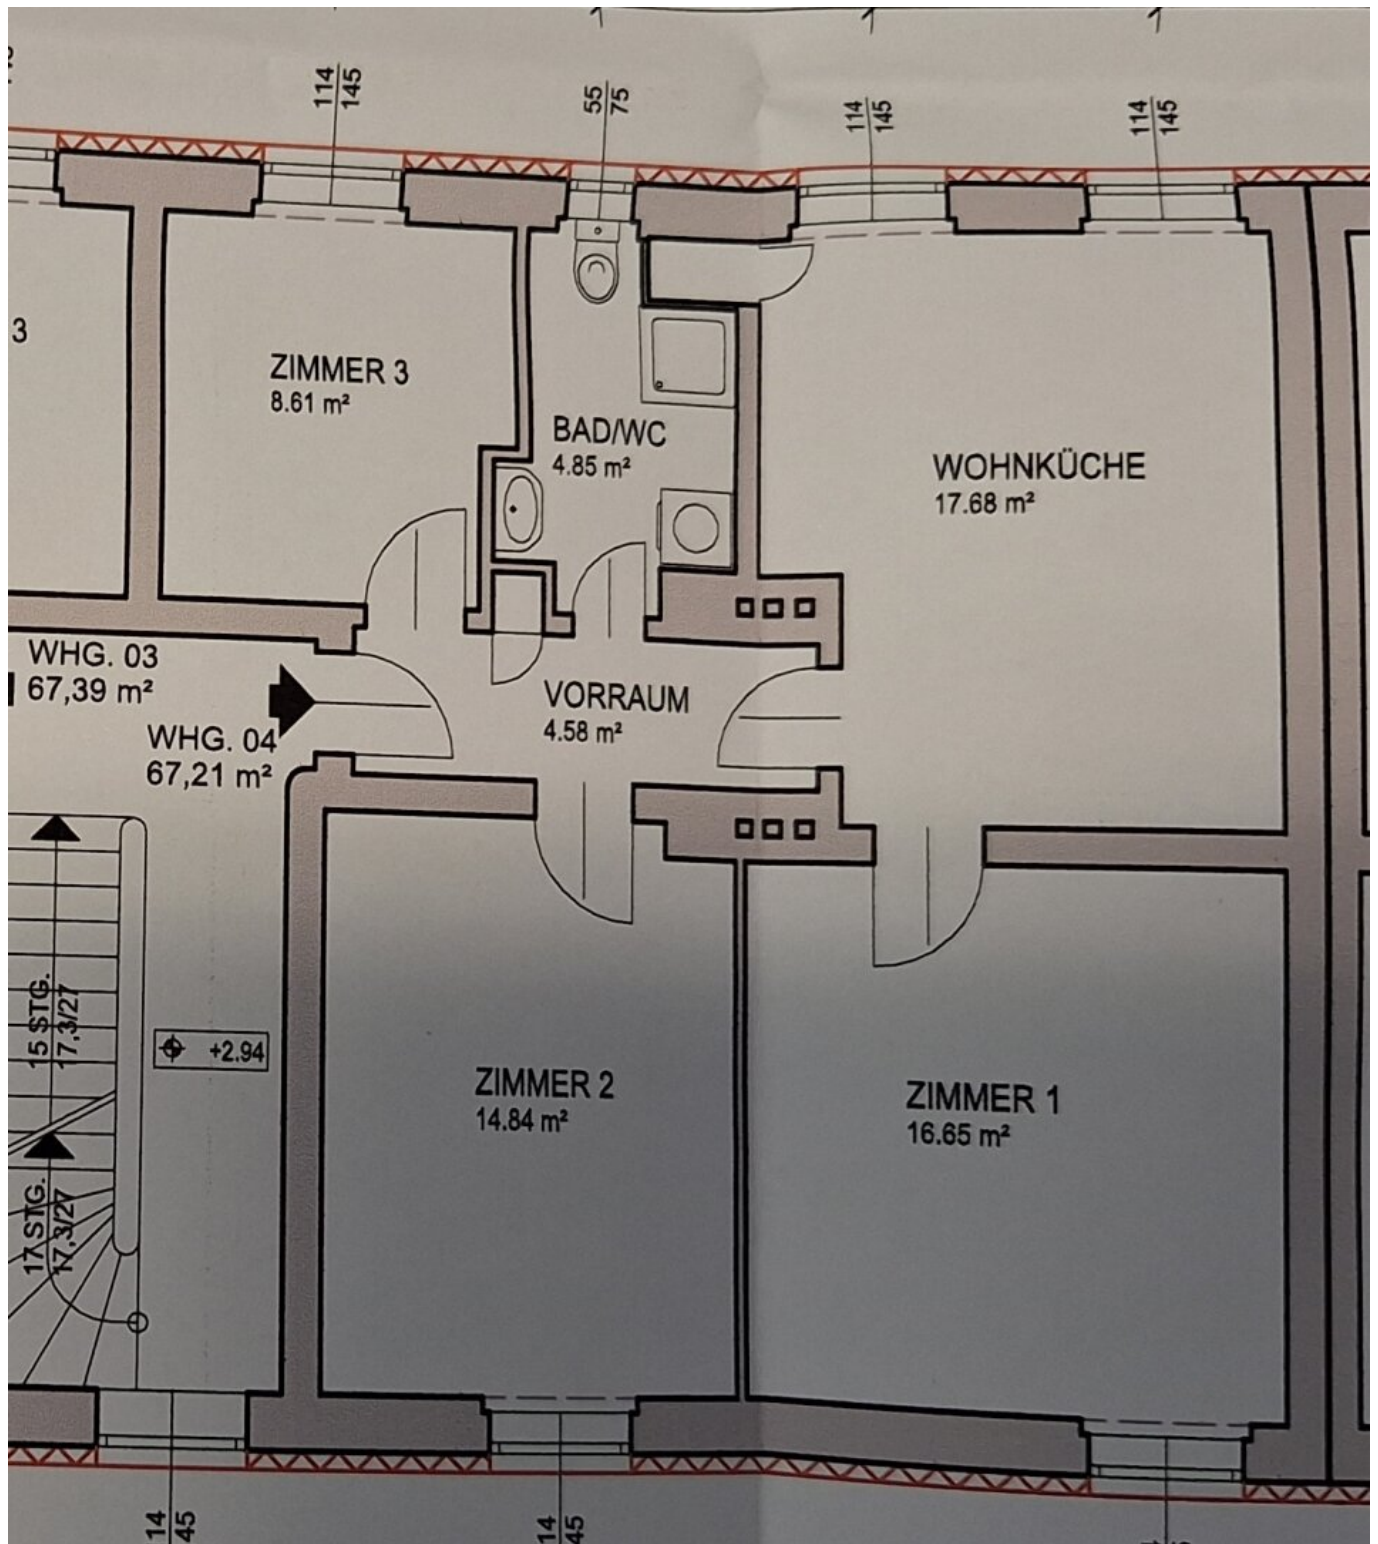 114
145
55
75
114
145
114
145
3
ZIMMER 3
8.61 m²
BAD/WC
4.85 m²
WOHNKÜCHE
17.68 m²
WHG. 03
67,39 m²
VORRAUM
4.58 m²
WHG. 04
67,21 m²
15 STG.
17,3/27
+2.94
ZIMMER 2
14.84 m²
ZIMMER 1
16.65 m²
17 STG.
17,3/27
14
45
14
45